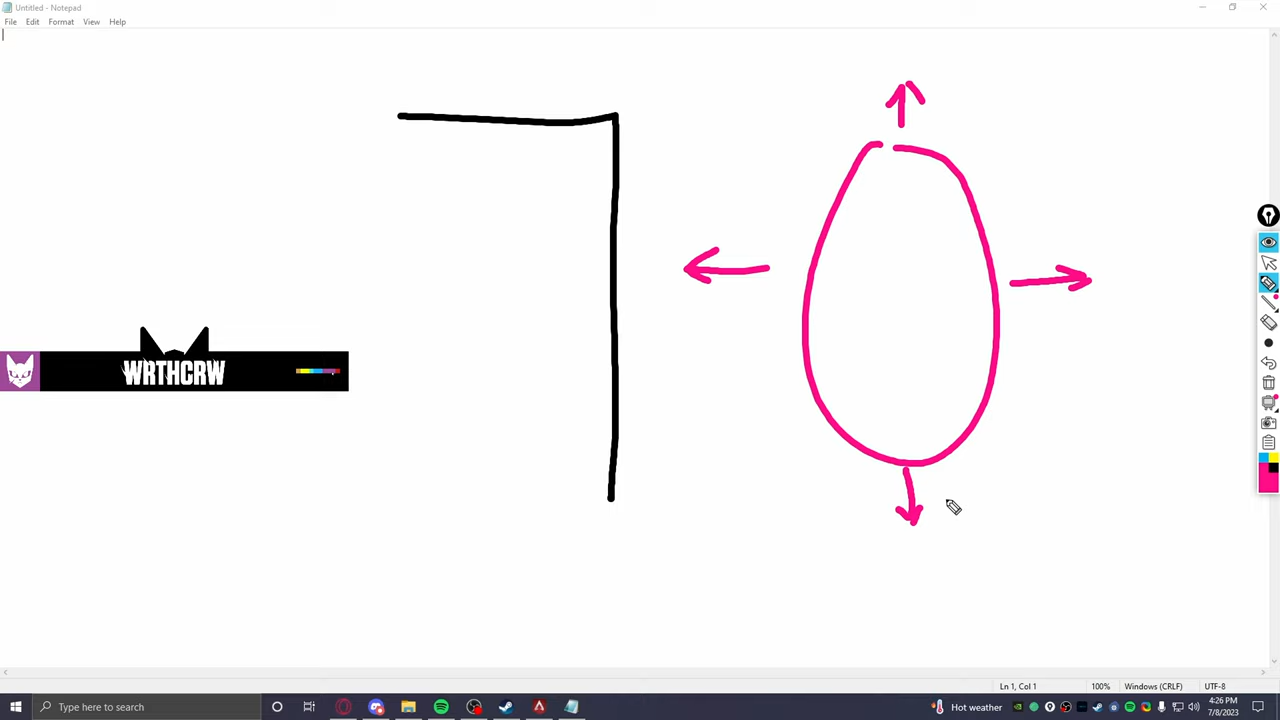 Untitled - Notepad
File Edit Format View Help
WRTHCRW
Ln 1, Col 1 100% Windows (CRLF) UTF-8
Type here to search
Hot weather
4:26 PM
7/8/2023